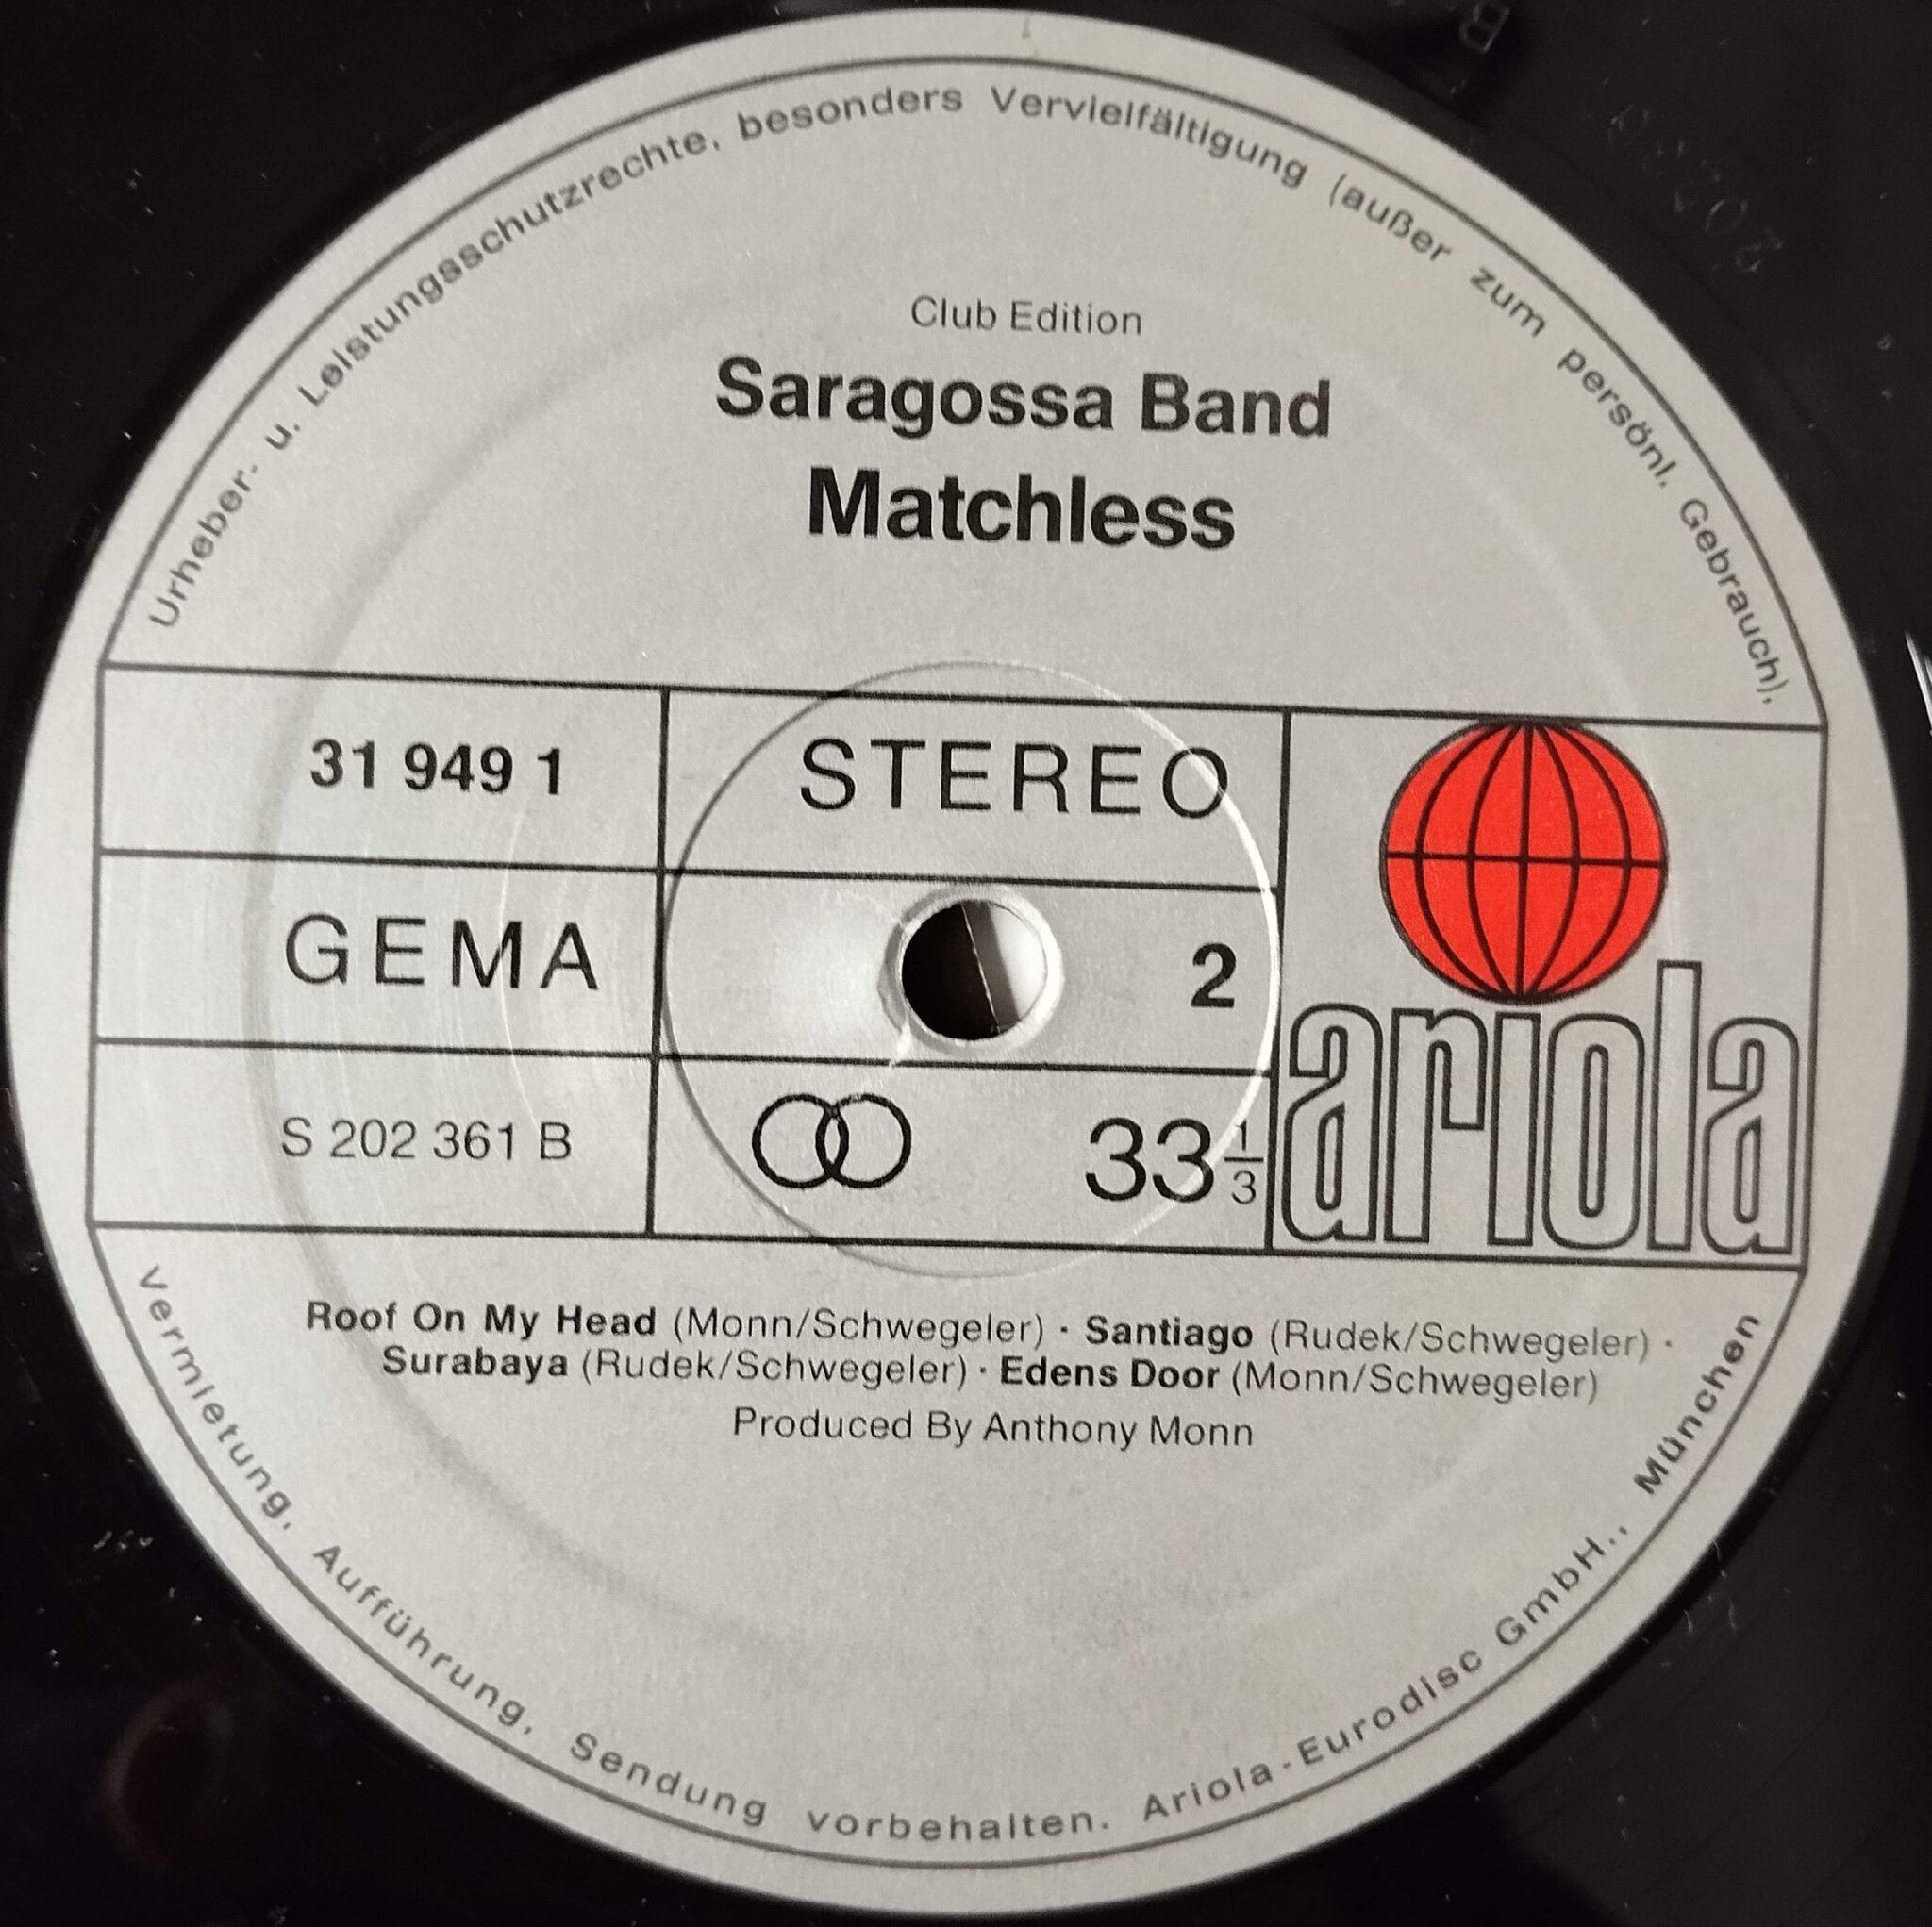 Urheber- u. Leistungsschutzrechte, besonders Vervielfältigung (außer zum persönl. Gebrauch),
Club Edition
Saragossa Band
Matchless
31 949 1
STEREO
GEMA
2
S 202 361 B
33 1/3
ariola
Roof On My Head (Monn/Schwegeler) · Santiago (Rudek/Schwegeler) ·
Surabaya (Rudek/Schwegeler) · Edens Door (Monn/Schwegeler)
Produced By Anthony Monn
Vermietung, Aufführung, Sendung vorbehalten. Ariola-Eurodisc GmbH., München